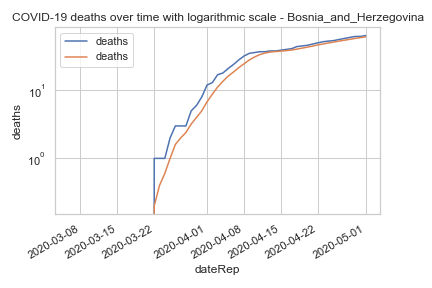 COVID-19 deaths over time with logarithmic scale - Bosnia_and_Herzegovina
deaths
deaths
deaths
10¹
10⁰
2020-03-08
2020-03-15
2020-03-22
2020-04-01
2020-04-08
2020-04-15
2020-04-22
2020-05-01
dateRep